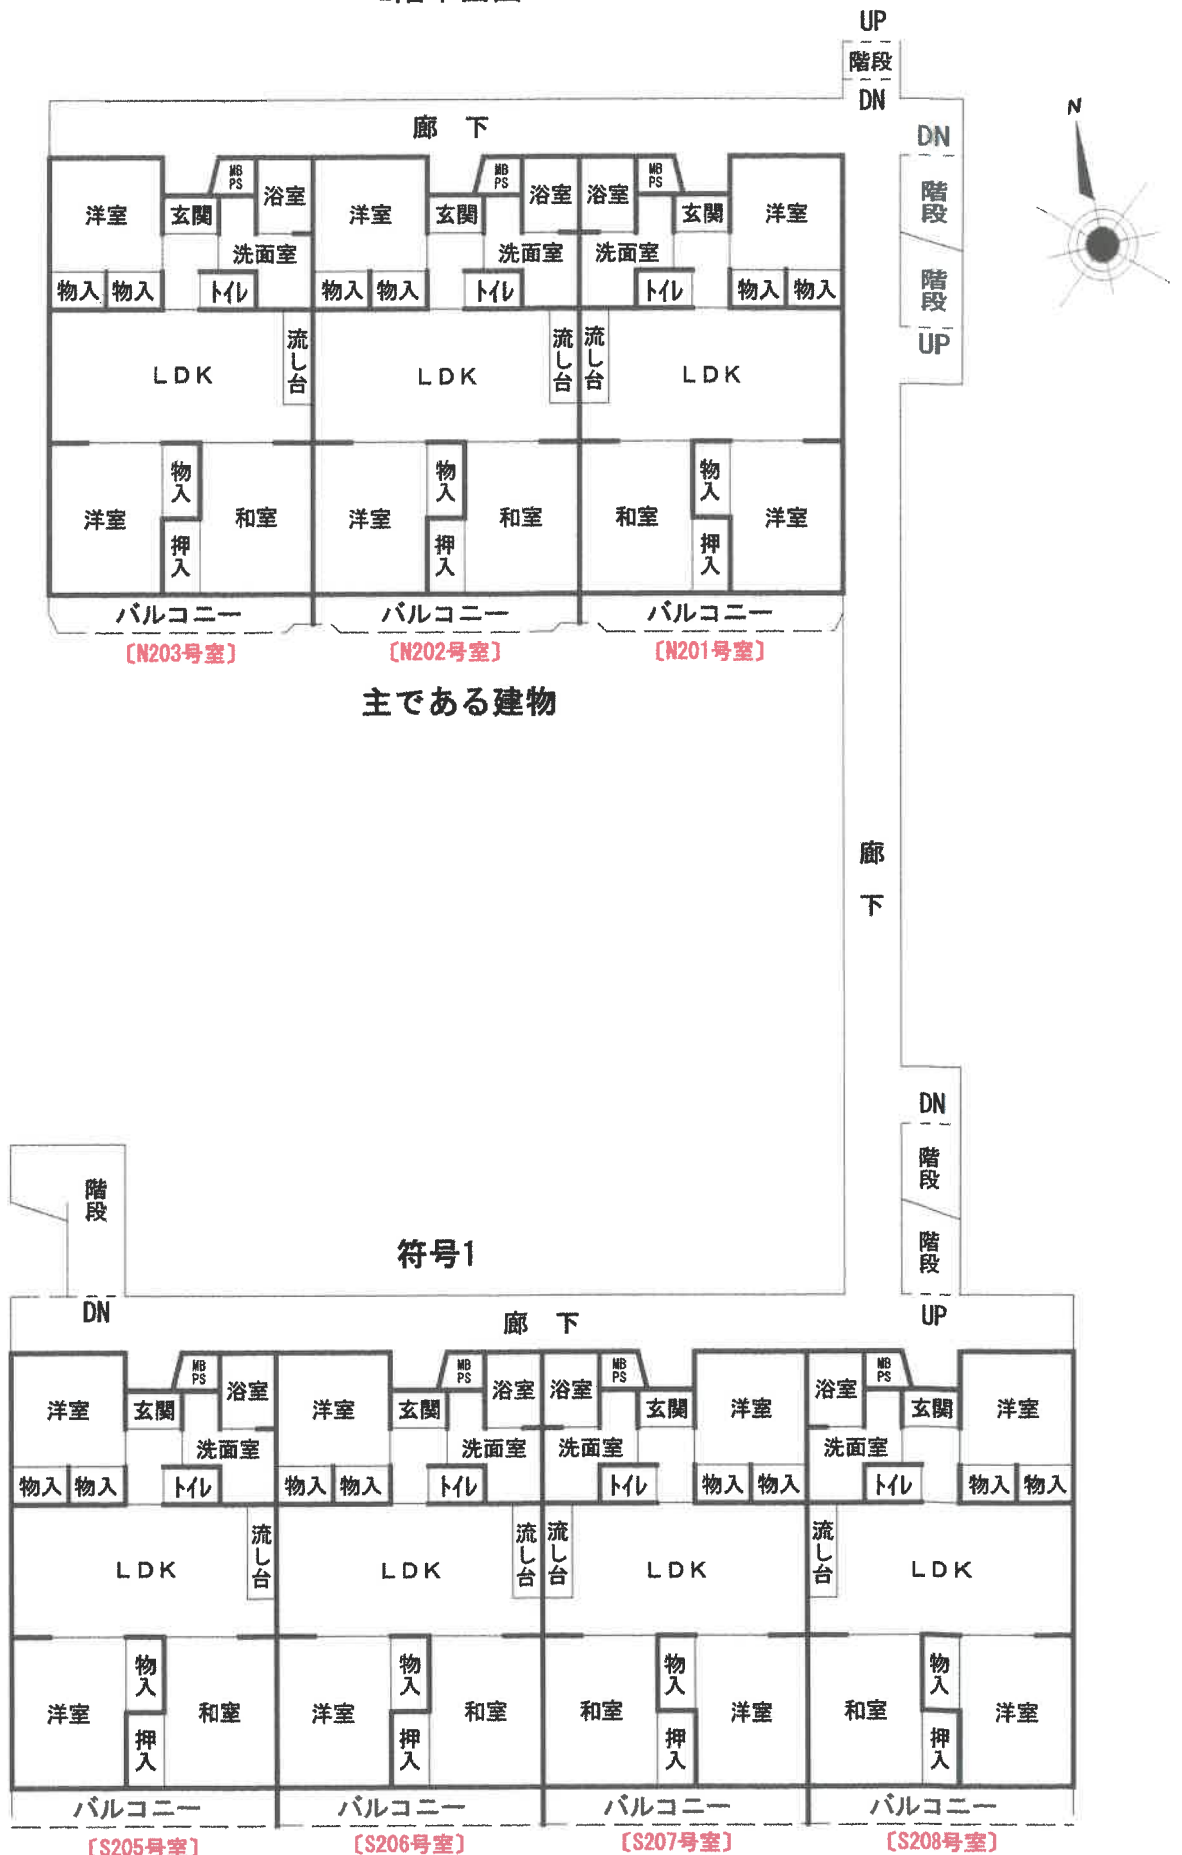 UP
階段
DN
N
廊 下
DN
階段
階段
UP
洋室
玄関
MB
PS
浴室
洗面室
物入
物入
トイレ
洋室
玄関
MB
PS
浴室
洗面室
物入
物入
トイレ
浴室
MB
PS
玄関
洋室
洗面室
トイレ
物入
物入
LDK
流し台
LDK
流し台
流し台
LDK
洋室
物入
押入
和室
洋室
物入
押入
和室
和室
物入
押入
洋室
バルコニー
バルコニー
バルコニー
〔N203号室〕
〔N202号室〕
〔N201号室〕
主である建物
廊下
DN
階段
階段
UP
階段
DN
符号1
廊 下
洋室
玄関
MB
PS
浴室
洗面室
物入
物入
トイレ
洋室
玄関
MB
PS
浴室
洗面室
物入
物入
トイレ
浴室
MB
PS
玄関
洋室
洗面室
トイレ
物入
物入
浴室
MB
PS
玄関
洋室
洗面室
トイレ
物入
物入
LDK
流し台
LDK
流し台
流し台
LDK
流し台
LDK
洋室
物入
押入
和室
洋室
物入
押入
和室
和室
物入
押入
洋室
和室
物入
押入
洋室
バルコニー
バルコニー
バルコニー
バルコニー
〔S205号室〕
〔S206号室〕
〔S207号室〕
〔S208号室〕